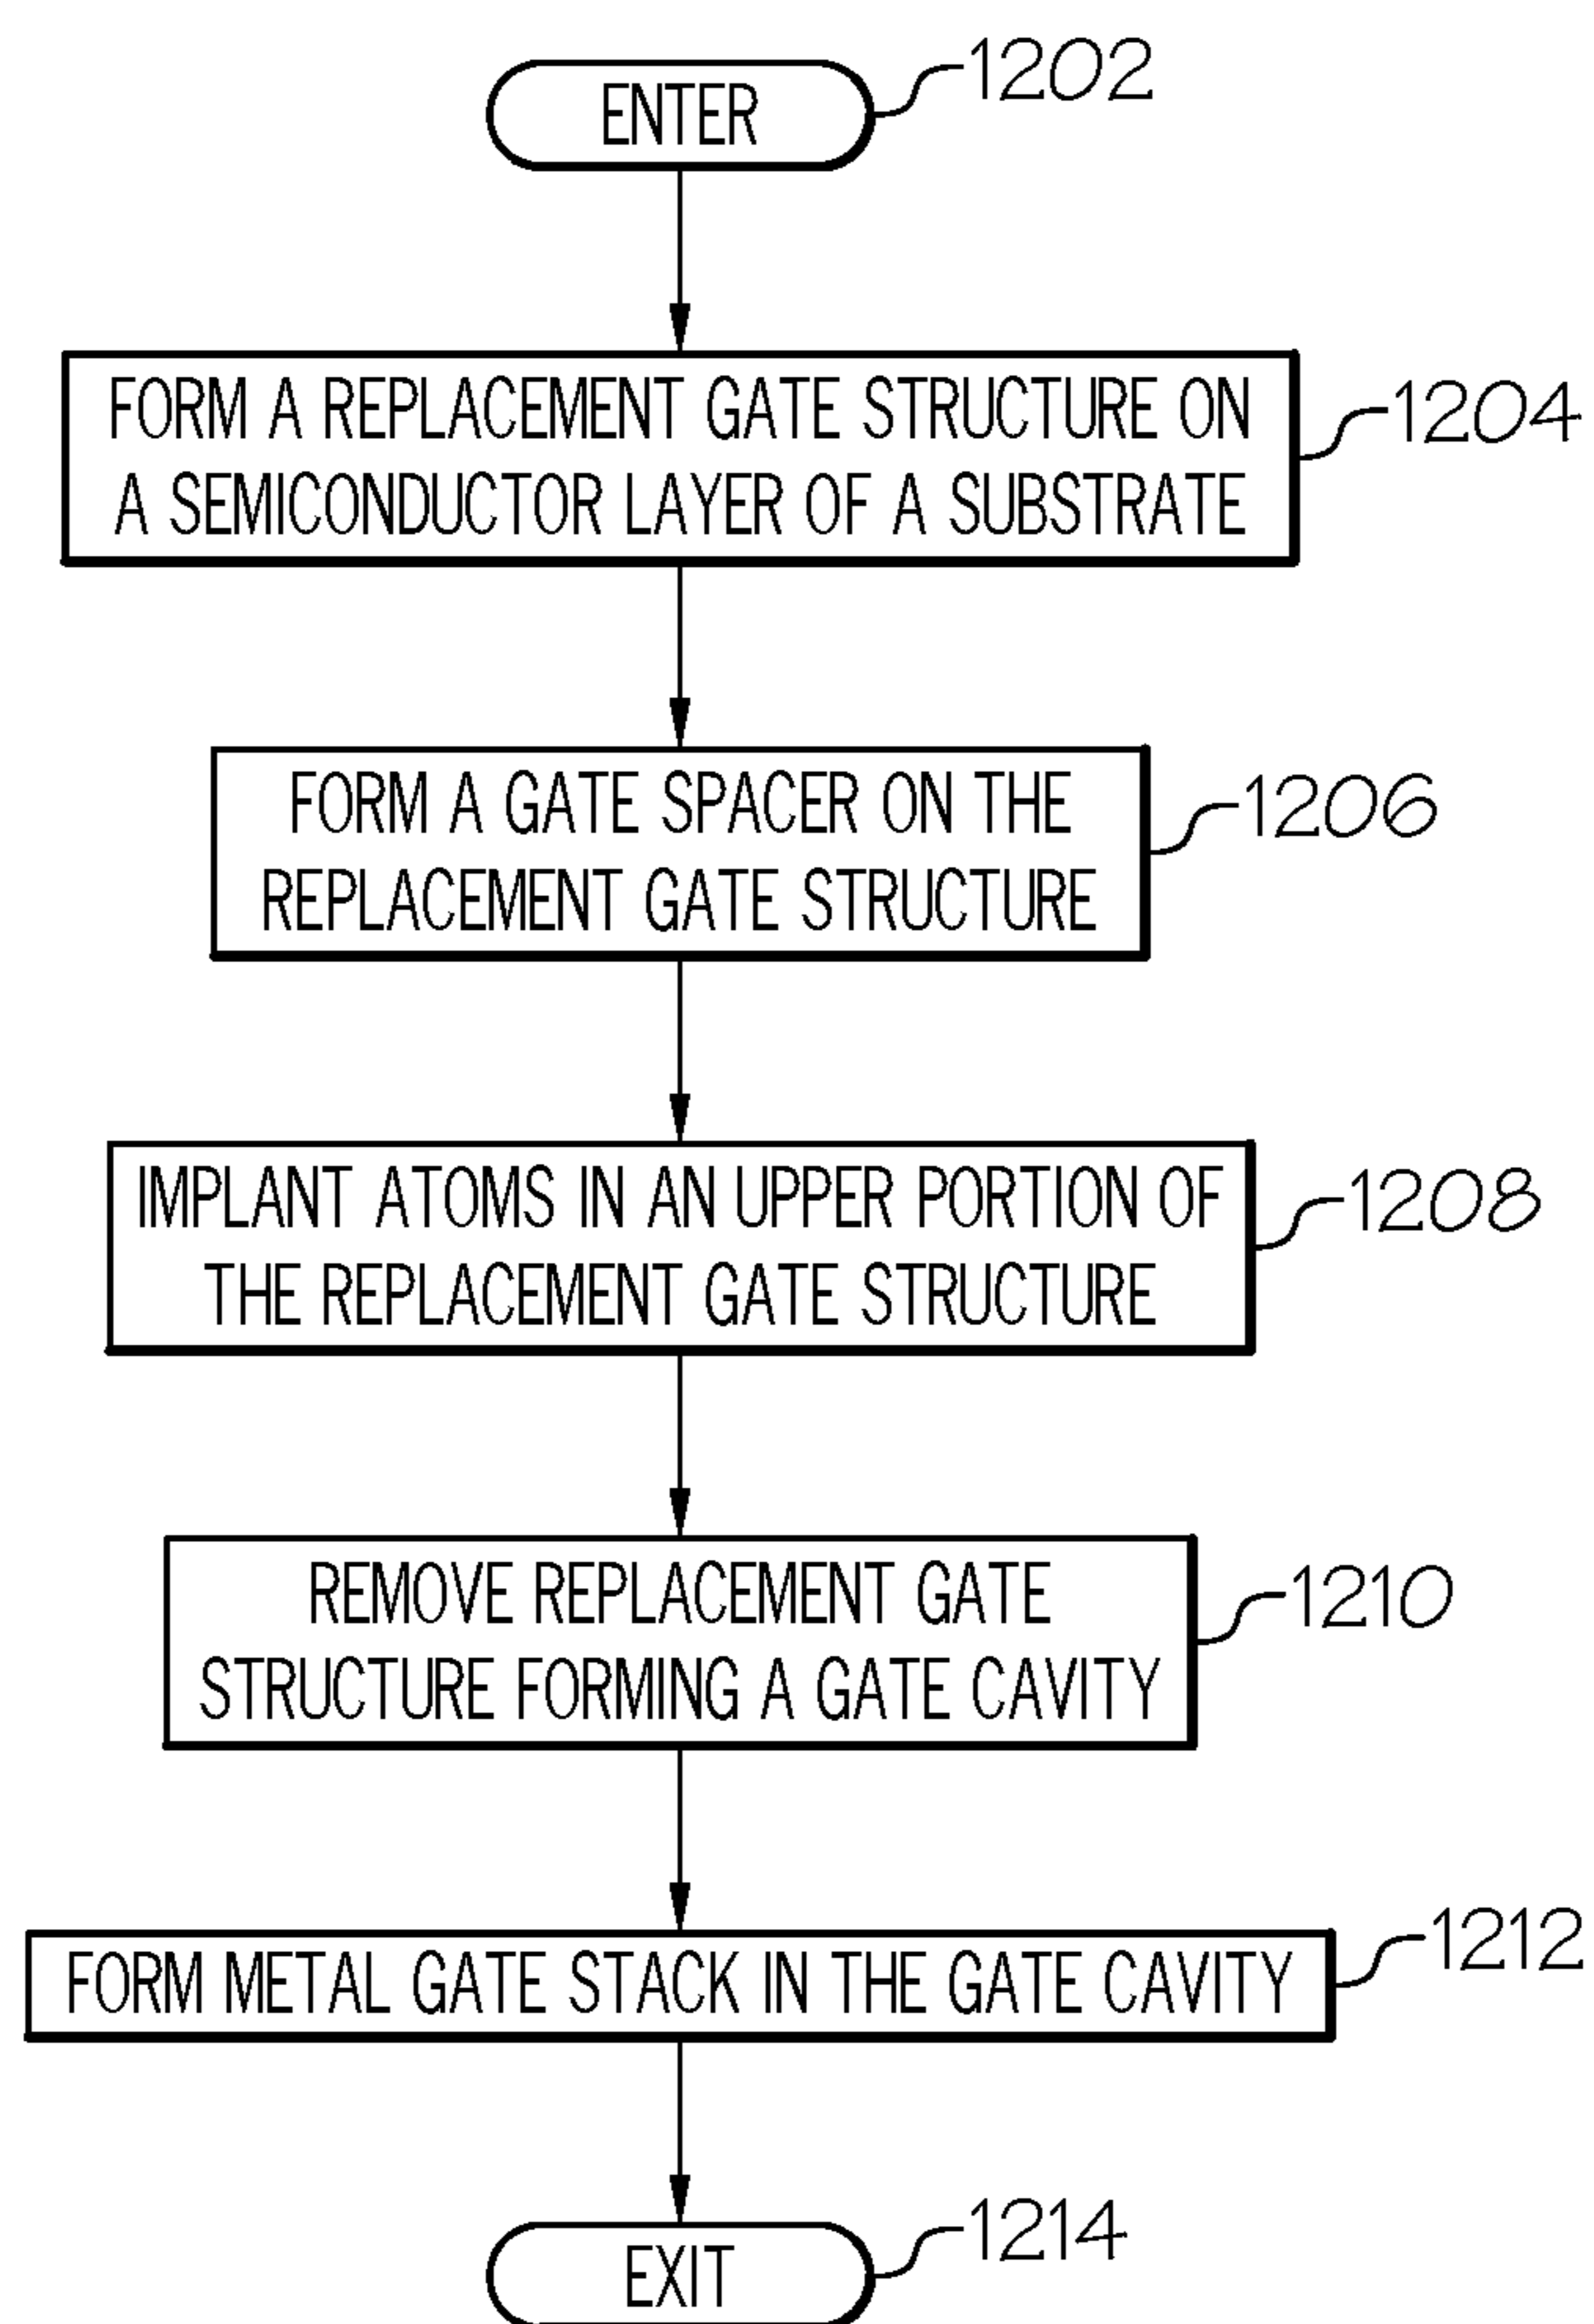 ENTER
1202
FORM A REPLACEMENT GATE STRUCTURE ON
A SEMICONDUCTOR LAYER OF A SUBSTRATE
1204
FORM A GATE SPACER ON THE
REPLACEMENT GATE STRUCTURE
1206
IMPLANT ATOMS IN AN UPPER PORTION OF
THE REPLACEMENT GATE STRUCTURE
1208
REMOVE REPLACEMENT GATE
STRUCTURE FORMING A GATE CAVITY
1210
FORM METAL GATE STACK IN THE GATE CAVITY
1212
EXIT
1214